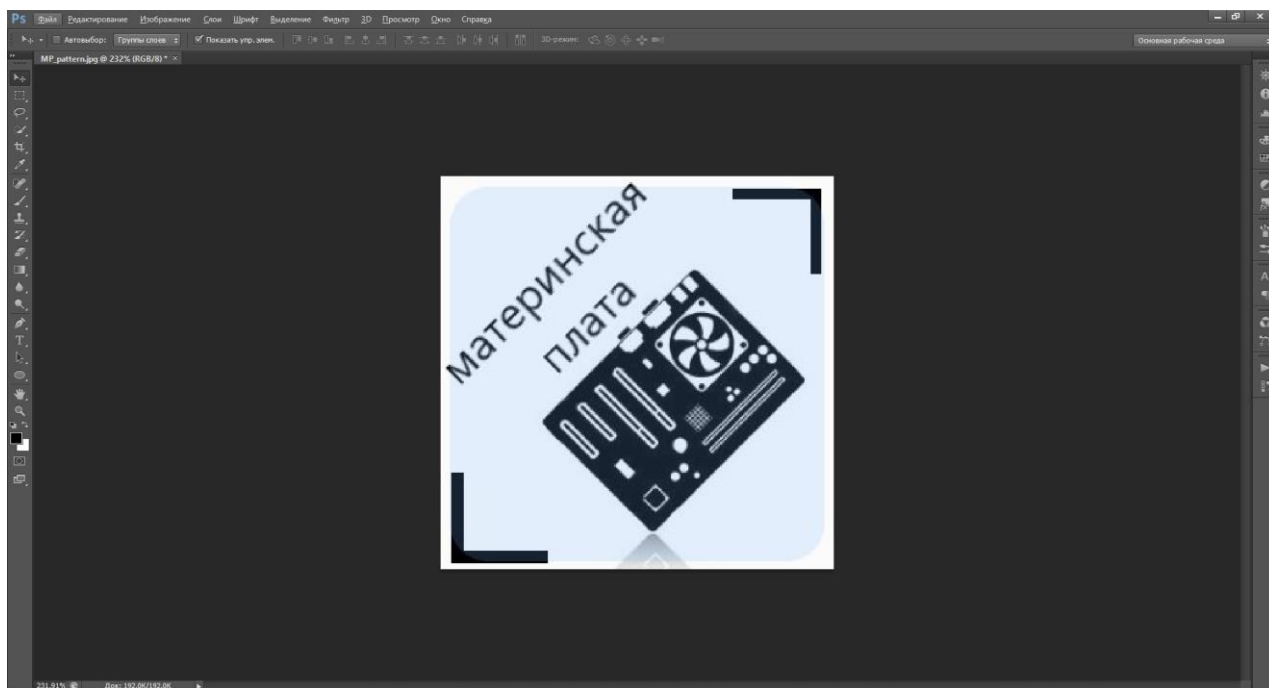 Ps Файл Редактирование Изображение Слои Шрифт Выделение Фильтр 3D Просмотр Окно Справка
Автовыбор: Группы слоев Показать упр. элем. 3D-режим: Основная рабочая среда
MP_pattern.jpg @ 232% (RGB/8) * ×
материнская
плата
231,91% Док: 192,0K/192,0K